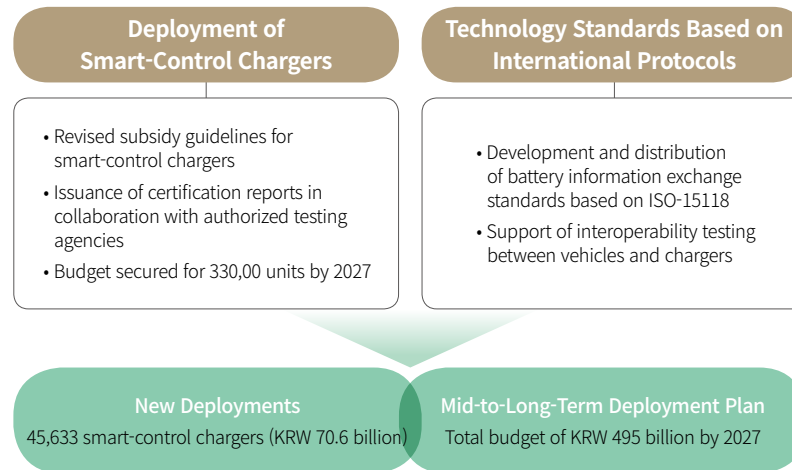 Deployment of
Smart-Control Chargers
• Revised subsidy guidelines for
smart-control chargers
• Issuance of certification reports in
collaboration with authorized testing
agencies
• Budget secured for 330,00 units by 2027
Technology Standards Based on
International Protocols
• Development and distribution
of battery information exchange
standards based on ISO-15118
• Support of interoperability testing
between vehicles and chargers
New Deployments
45,633 smart-control chargers (KRW 70.6 billion)
Mid-to-Long-Term Deployment Plan
Total budget of KRW 495 billion by 2027